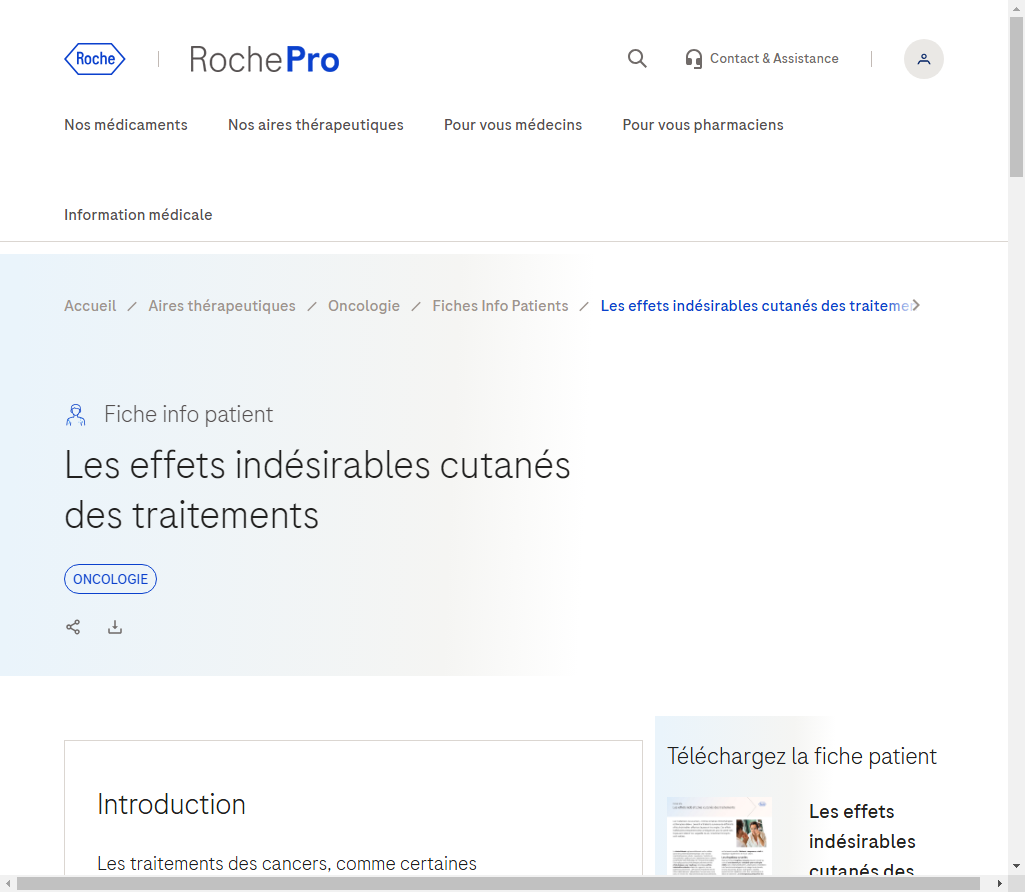 Roche
RochePro
Contact & Assistance
Nos médicaments
Nos aires thérapeutiques
Pour vous médecins
Pour vous pharmaciens
Information médicale
Accueil / Aires thérapeutiques / Oncologie / Fiches Info Patients / Les effets indésirables cutanés des traiteme
Fiche info patient
Les effets indésirables cutanés
des traitements
ONCOLOGIE
Introduction
Les traitements des cancers, comme certaines
Téléchargez la fiche patient
Les effets
indésirables
cutanés des